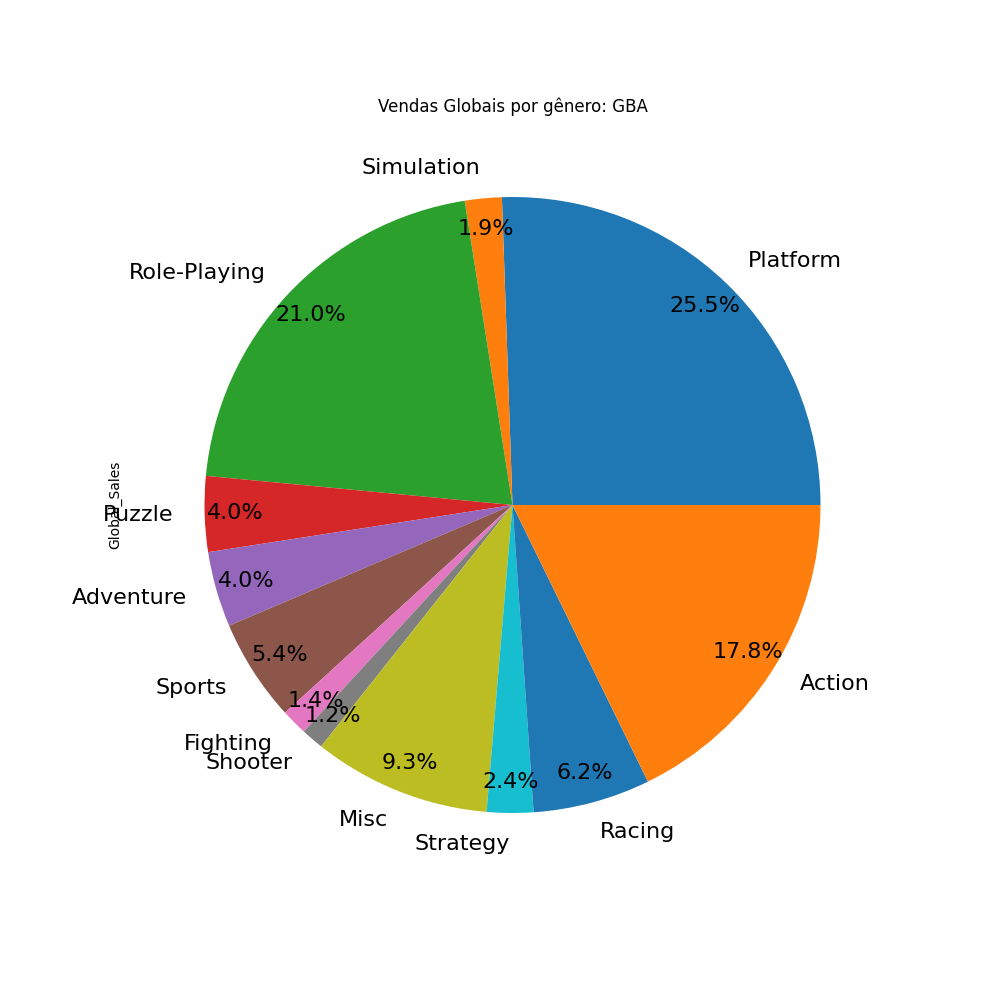 Vendas Globais por gênero: GBA
Simulation
1.9%
Platform
25.5%
Role-Playing
21.0%
Global_Sales
Puzzle
4.0%
Adventure
4.0%
Sports
5.4%
Fighting
1.4%
Shooter
1.2%
Misc
9.3%
Strategy
2.4%
Racing
6.2%
Action
17.8%